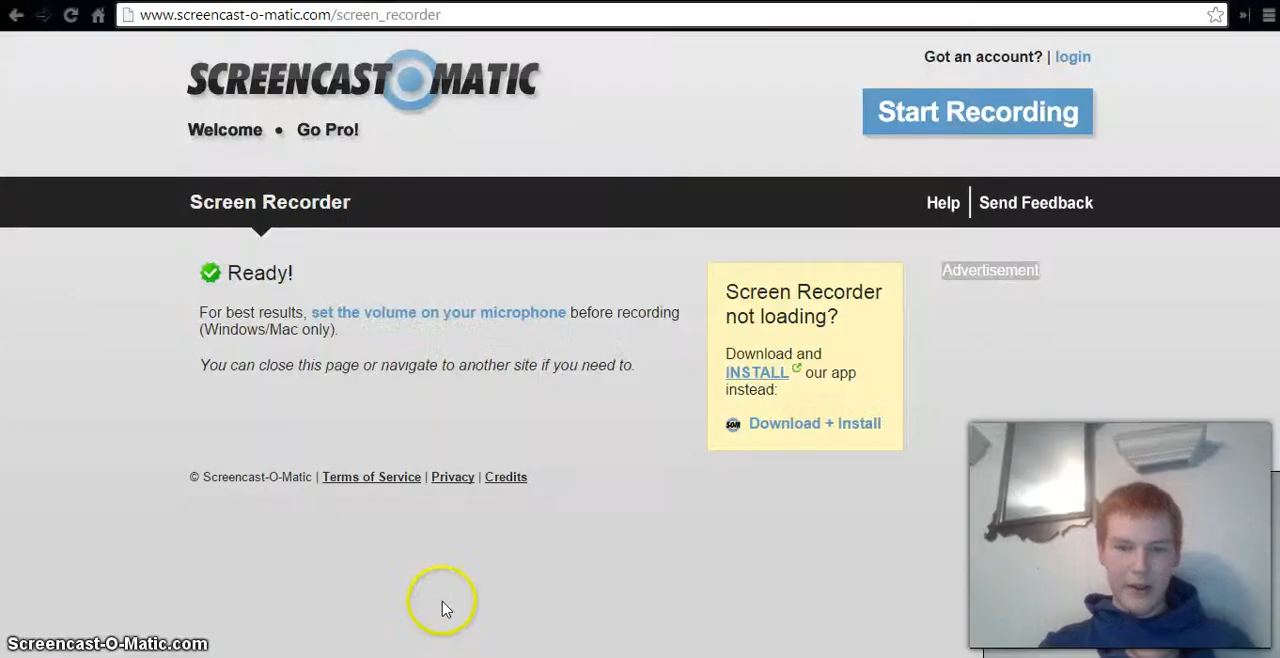 www.screencast-o-matic.com/screen_recorder
SCREENCAST O MATIC
Got an account? | login
Start Recording
Welcome • Go Pro!
Screen Recorder
Help | Send Feedback
Ready!
For best results, set the volume on your microphone before recording
(Windows/Mac only).
You can close this page or navigate to another site if you need to.
Screen Recorder
not loading?
Download and
INSTALL our app
instead:
SOM Download + Install
Advertisement
© Screencast-O-Matic | Terms of Service | Privacy | Credits
Screencast-O-Matic.com